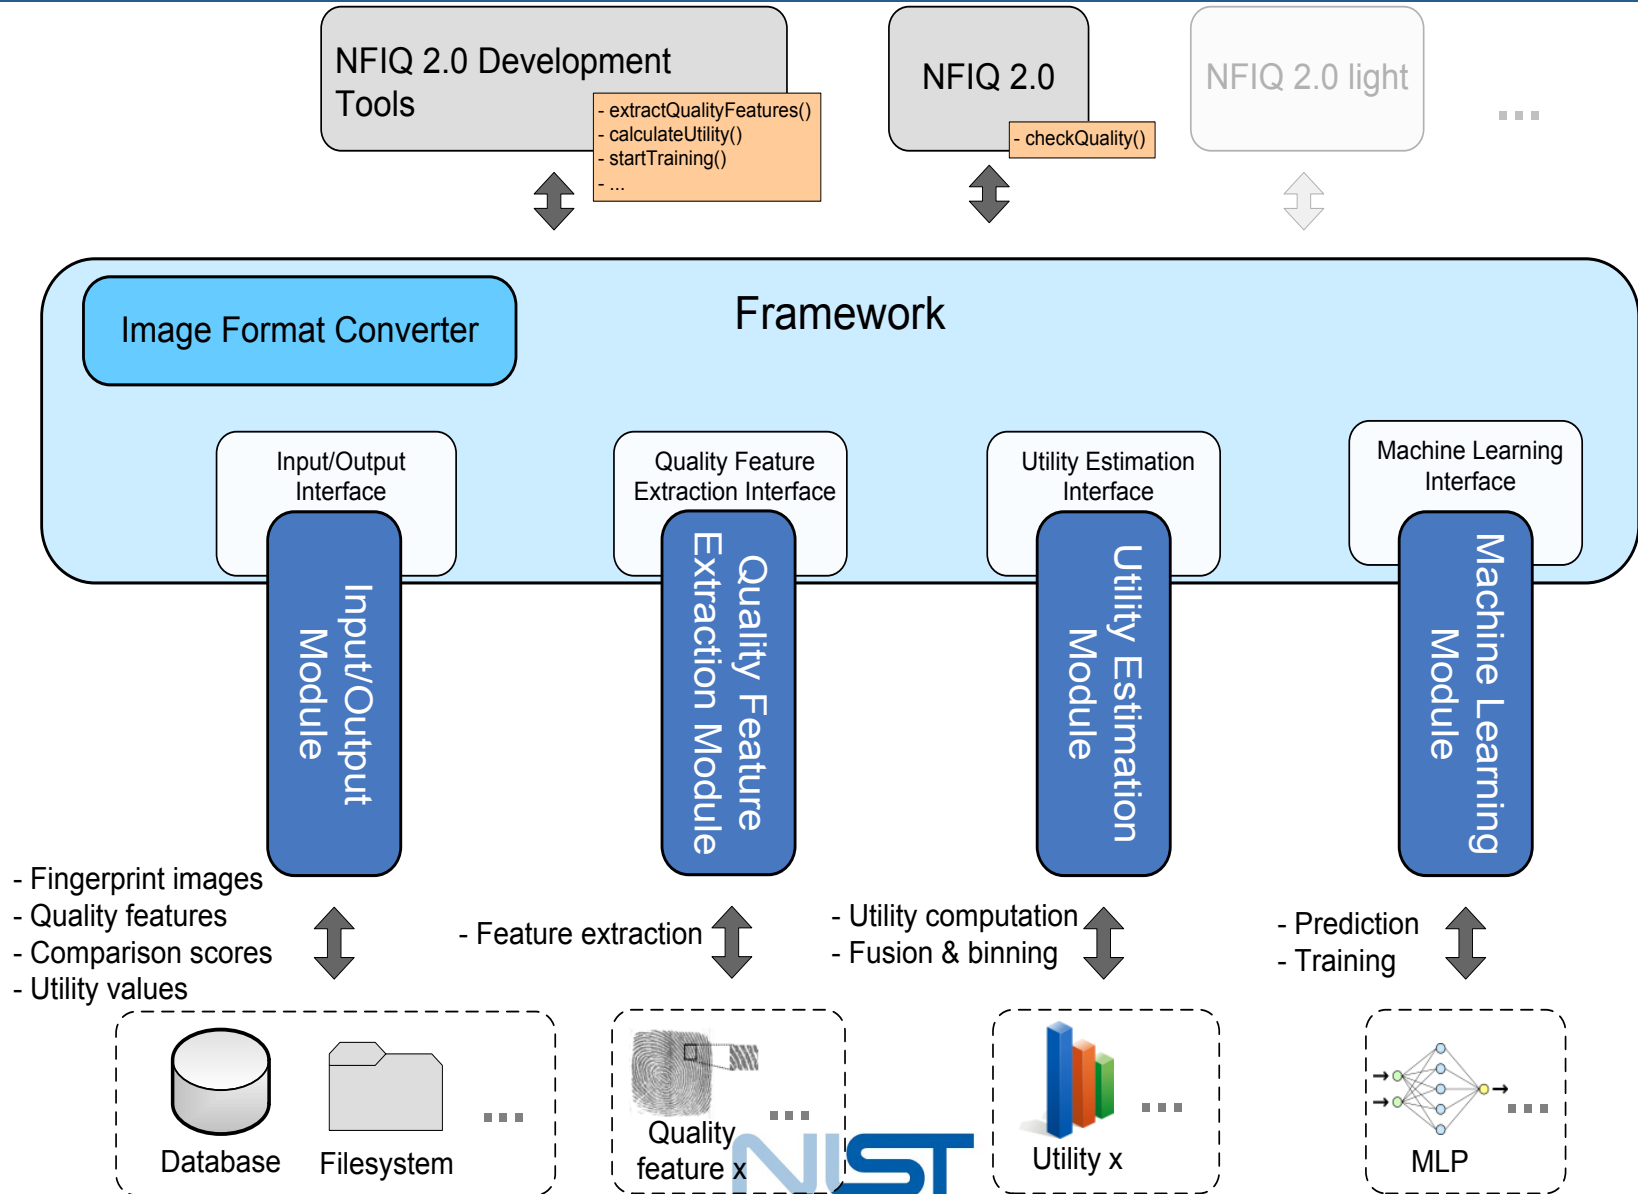 NFIQ 2.0 Development
Tools
- extractQualityFeatures()
- calculateUtility()
- startTraining()
- ...
NFIQ 2.0
- checkQuality()
NFIQ 2.0 light
...
Image Format Converter
Framework
Input/Output
Interface
Quality Feature
Extraction Interface
Utility Estimation
Interface
Machine Learning
Interface
Input/Output
Module
Quality Feature
Extraction Module
Utility Estimation
Module
Machine Learning
Module
- Fingerprint images
- Quality features
- Comparison scores
- Utility values
- Feature extraction
- Utility computation
- Fusion & binning
- Prediction
- Training
Database
Filesystem
...
Quality
feature x
...
Utility x
...
MLP
...
NIST